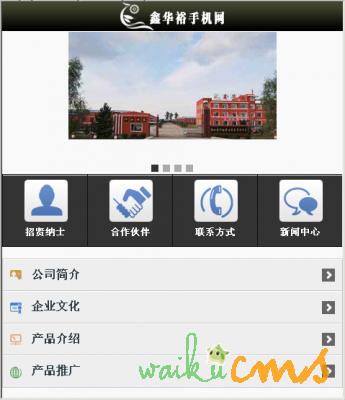 鑫华裕手机网
招贤纳士 合作伙伴 联系方式 新闻中心
公司简介
企业文化
产品介绍
产品推广
waikucms